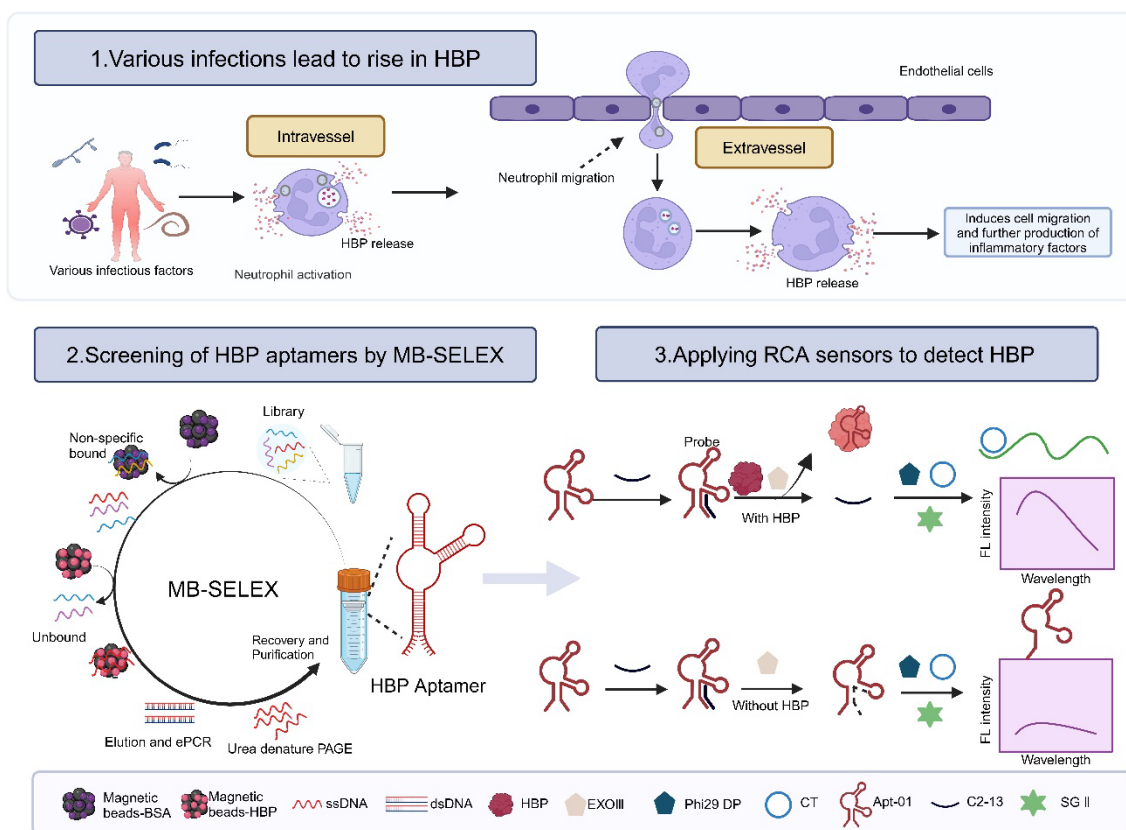 1.Various infections lead to rise in HBP
Endothelial cells
Intravessel
Extravessel
Neutrophil migration
HBP release
Various infectious factors
Neutrophil activation
Induces cell migration
and further production of
inflammatory factors
HBP release
2.Screening of HBP aptamers by MB-SELEX
Library
Non-specific
bound
MB-SELEX
Unbound
Recovery and
Purification
HBP Aptamer
Elution and ePCR
Urea denature PAGE
3.Applying RCA sensors to detect HBP
Probe
With HBP
FL intensity
Wavelength
Without HBP
FL intensity
Wavelength
Magnetic
beads-BSA
Magnetic
beads-HBP
ssDNA
dsDNA
HBP
EXOIII
Phi29 DP
CT
Apt-01
C2-13
SG II